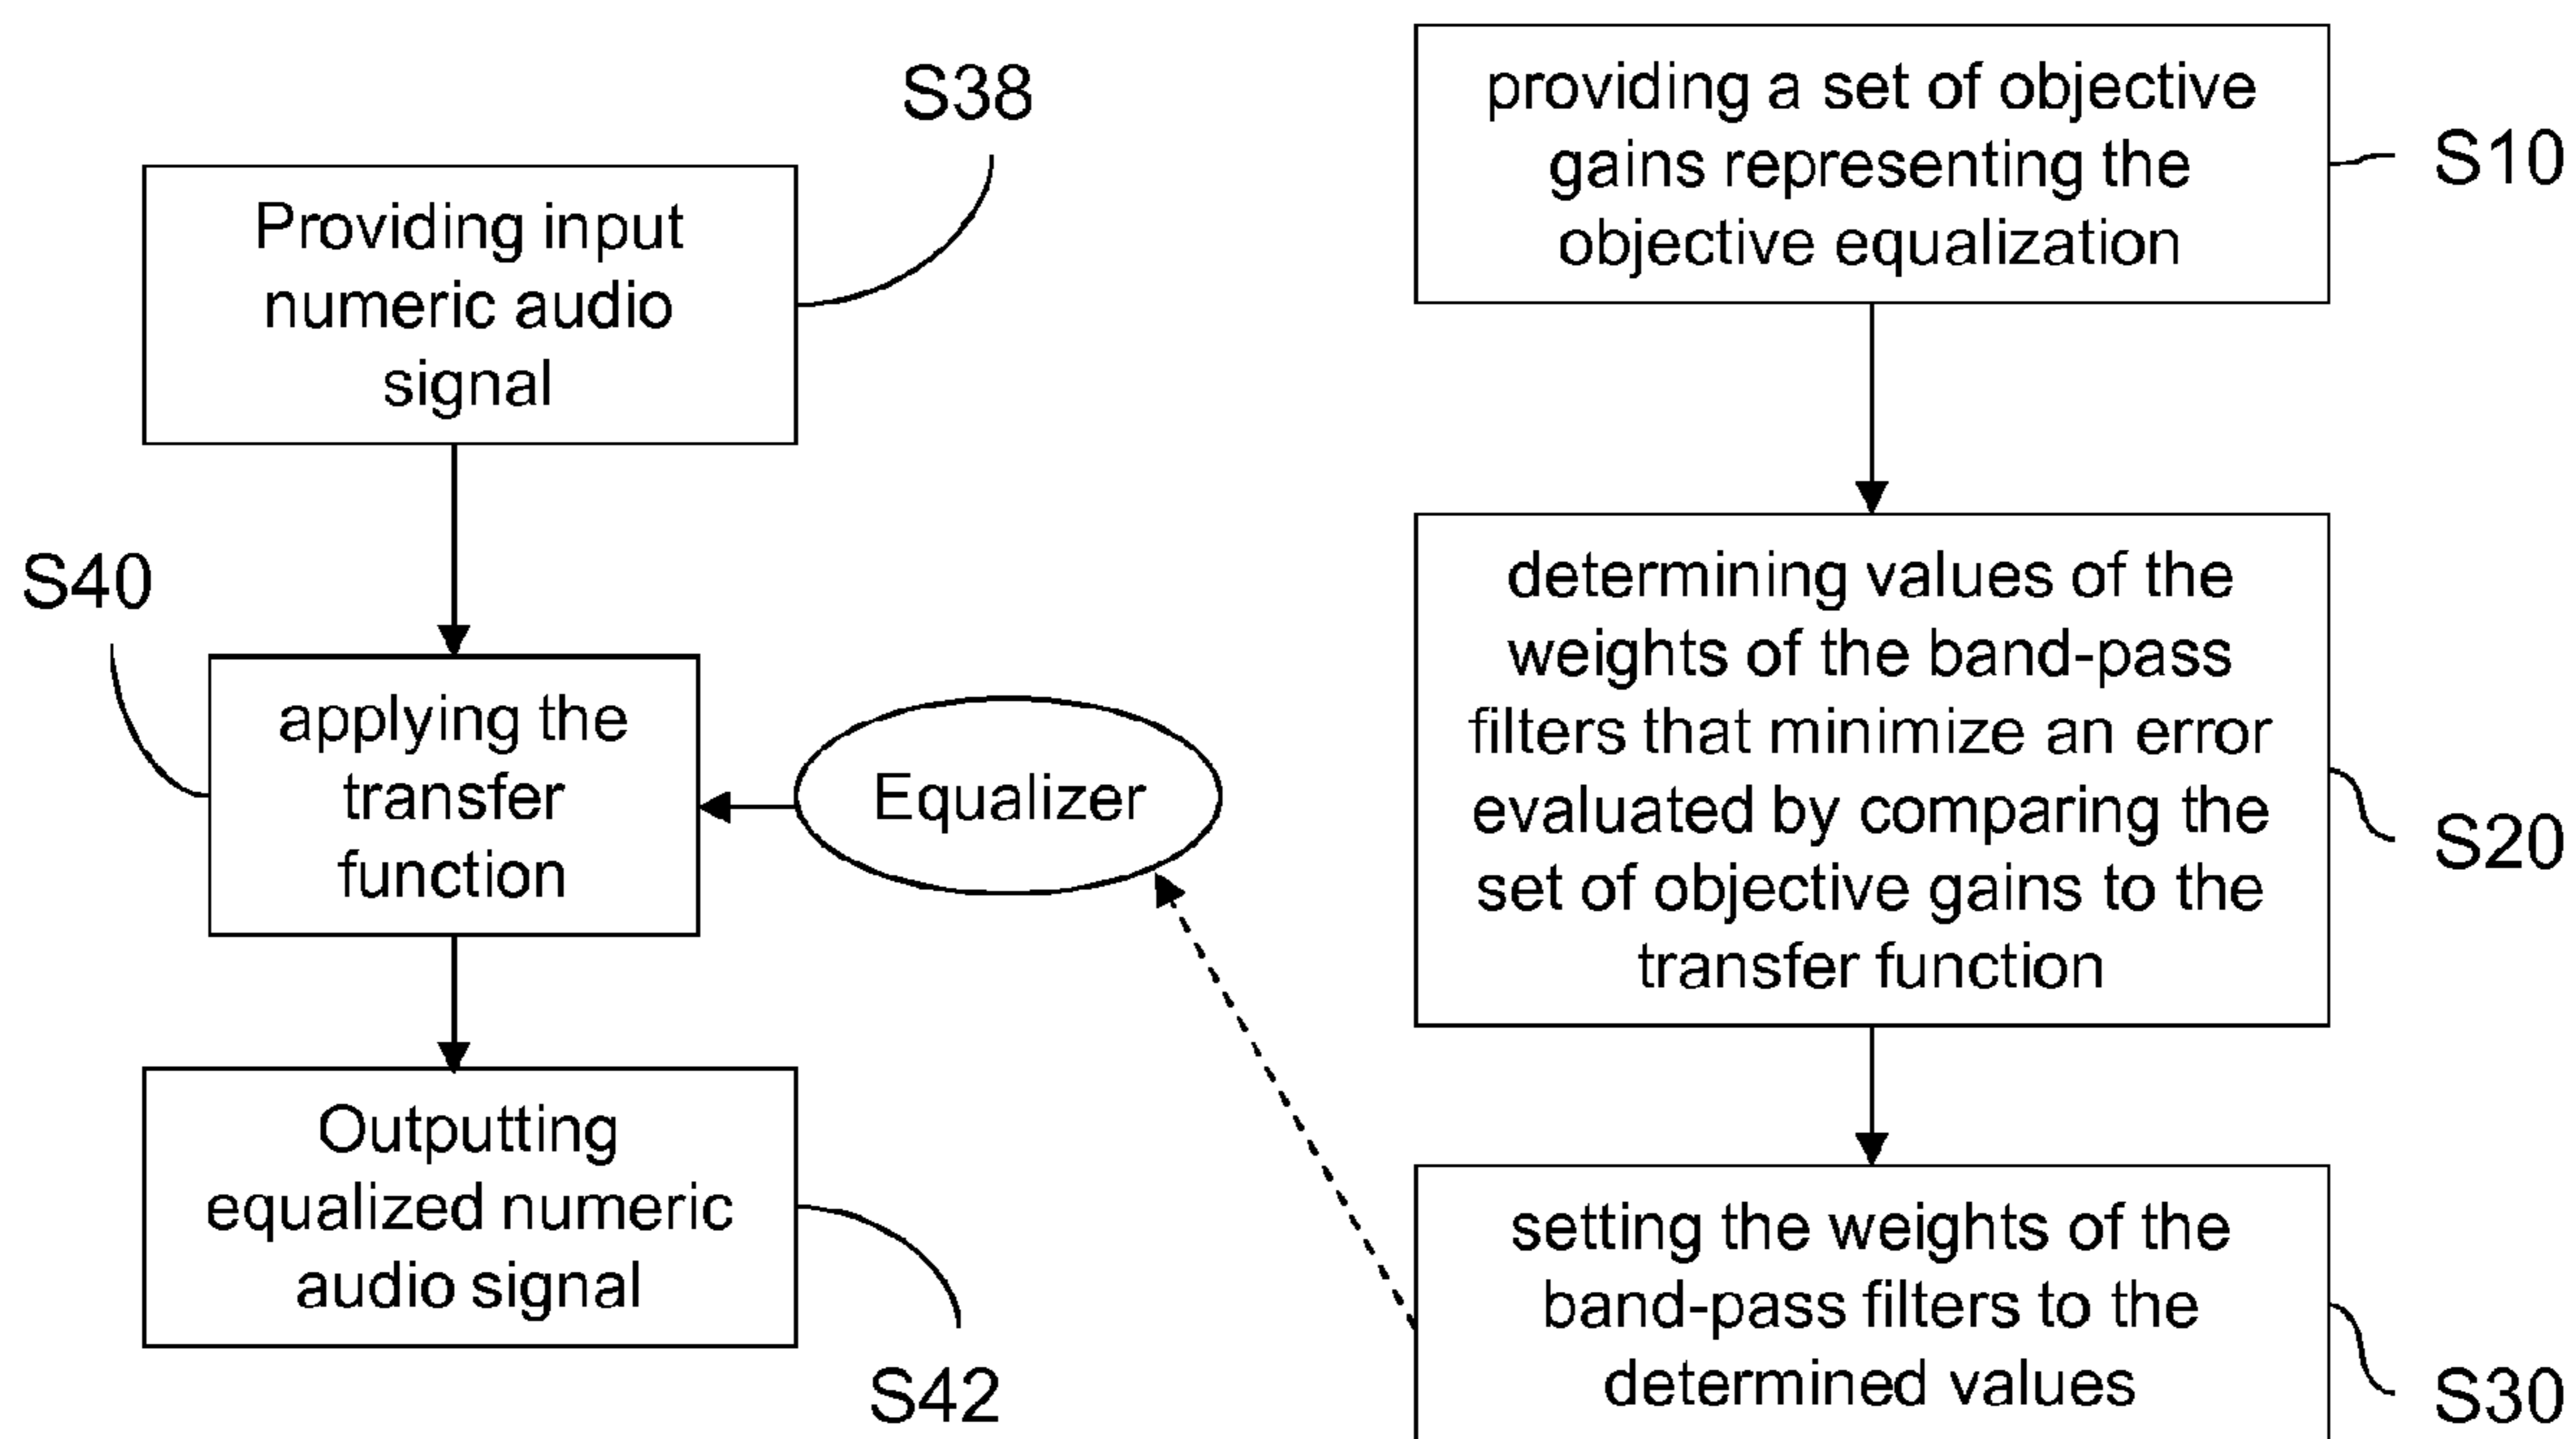 S38
Providing input
numeric audio
signal
S40
applying the
transfer
function
Equalizer
Outputting
equalized numeric
audio signal
S42
providing a set of objective
gains representing the
objective equalization
S10
determining values of the
weights of the band-pass
filters that minimize an error
evaluated by comparing the
set of objective gains to the
transfer function
S20
setting the weights of the
band-pass filters to the
determined values
S30